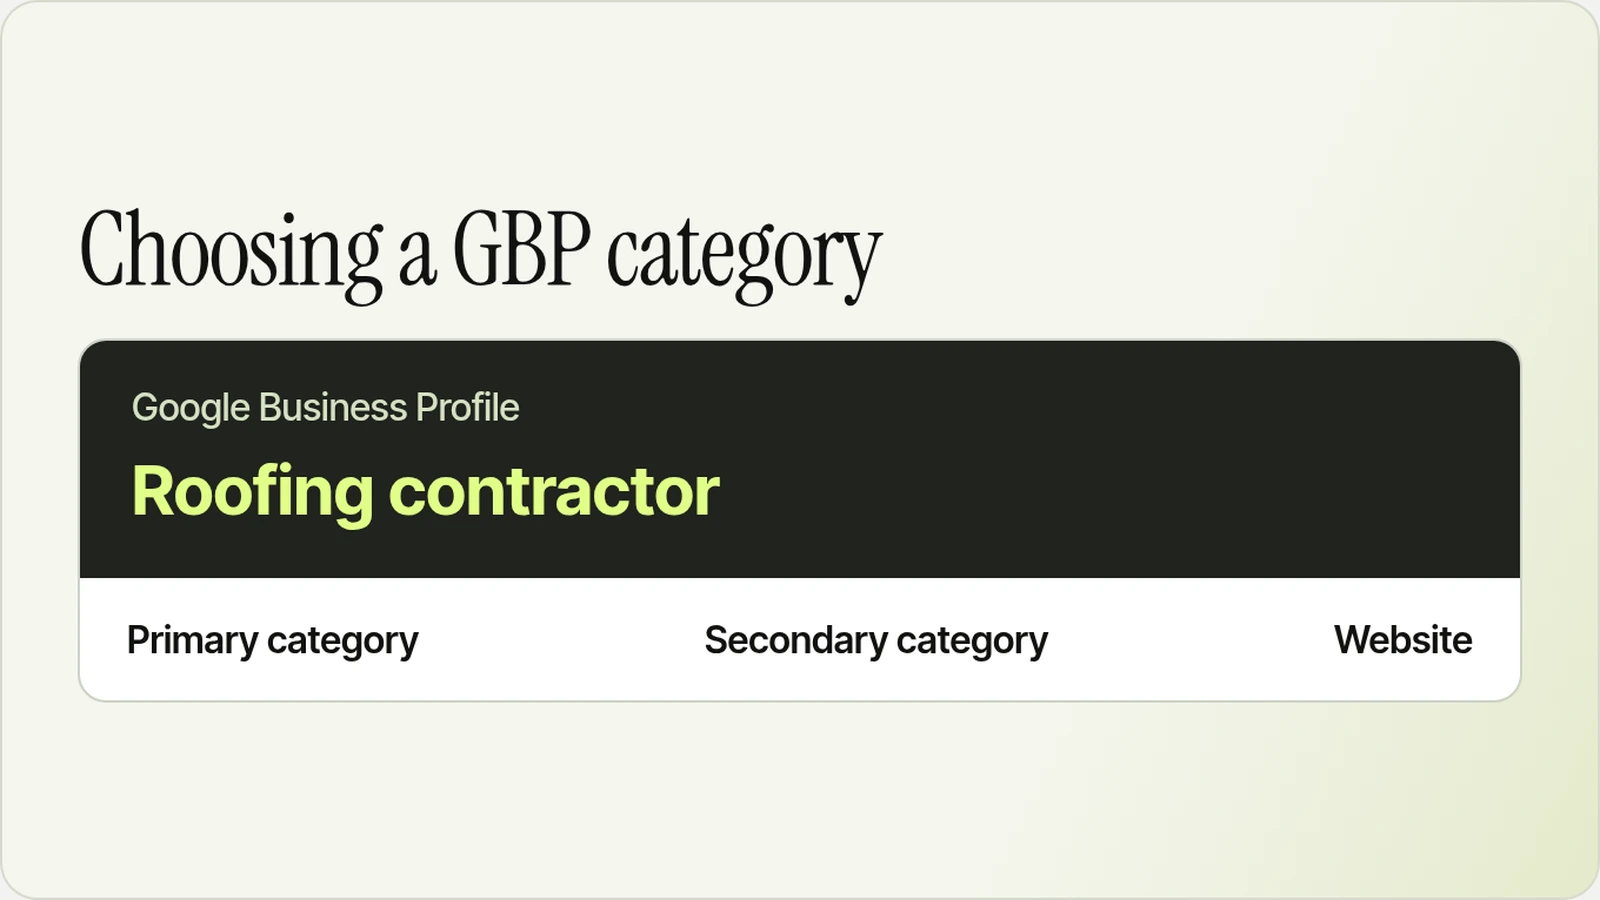 Choosing a GBP category
Google Business Profile
Roofing contractor
Primary category
Secondary category
Website